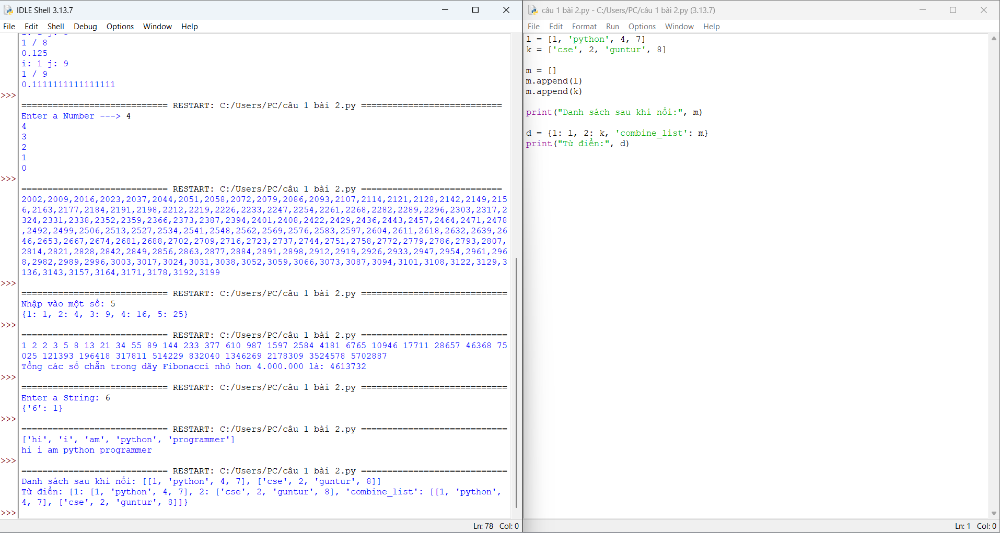 IDLE Shell 3.13.7
File Edit Shell Debug Options Window Help
1 / 8
0.125
i: 1 j: 9
1 / 9
0.1111111111111111
>>>
============================ RESTART: C:/Users/PC/câu 1 bài 2.py ===========================
Enter a Number ---> 4
4
3
2
1
0
>>>
============================ RESTART: C:/Users/PC/câu 1 bài 2.py ===========================
2002,2009,2016,2023,2037,2044,2051,2058,2072,2079,2086,2093,2107,2114,2121,2128,2142,2149,215
6,2163,2177,2184,2191,2198,2212,2219,2226,2233,2247,2254,2261,2268,2282,2289,2296,2303,2317,2
324,2331,2338,2352,2359,2366,2373,2387,2394,2401,2408,2422,2429,2436,2443,2457,2464,2471,2478
,2492,2499,2506,2513,2527,2534,2541,2548,2562,2569,2576,2583,2597,2604,2611,2618,2632,2639,26
46,2653,2667,2674,2681,2688,2702,2709,2716,2723,2737,2744,2751,2758,2772,2779,2786,2793,2807,
2814,2821,2828,2842,2849,2856,2863,2877,2884,2891,2898,2912,2919,2926,2933,2947,2954,2961,296
8,2982,2989,2996,3003,3017,3024,3031,3038,3052,3059,3066,3073,3087,3094,3101,3108,3122,3129,3
136,3143,3157,3164,3171,3178,3192,3199
>>>
============================ RESTART: C:/Users/PC/câu 1 bài 2.py ============================
Nhập vào một số: 5
{1: 1, 2: 4, 3: 9, 4: 16, 5: 25}
>>>
============================ RESTART: C:/Users/PC/câu 1 bài 2.py ============================
1 2 2 3 5 8 13 21 34 55 89 144 233 377 610 987 1597 2584 4181 6765 10946 17711 28657 46368 75
025 121393 196418 317811 514229 832040 1346269 2178309 3524578 5702887
Tổng các số chẵn trong dãy Fibonacci nhỏ hơn 4.000.000 là: 4613732
>>>
============================ RESTART: C:/Users/PC/câu 1 bài 2.py ============================
Enter a String: 6
{'6': 1}
>>>
============================ RESTART: C:/Users/PC/câu 1 bài 2.py ============================
['hi', 'i', 'am', 'python', 'programmer']
hi i am python programmer
>>>
============================ RESTART: C:/Users/PC/câu 1 bài 2.py ============================
Danh sách sau khi nối: [[1, 'python', 4, 7], ['cse', 2, 'guntur', 8]]
Từ điển: {1: [1, 'python', 4, 7], 2: ['cse', 2, 'guntur', 8], 'combine_list': [[1, 'python',
4, 7], ['cse', 2, 'guntur', 8]]}
>>>
Ln: 78 Col: 0
câu 1 bài 2.py - C:/Users/PC/câu 1 bài 2.py (3.13.7)
File Edit Format Run Options Window Help
l = [1, 'python', 4, 7]
k = ['cse', 2, 'guntur', 8]
m = []
m.append(l)
m.append(k)
print("Danh sách sau khi nối:", m)
d = {1: l, 2: k, 'combine_list': m}
print("Từ điển:", d)
Ln: 1 Col: 0